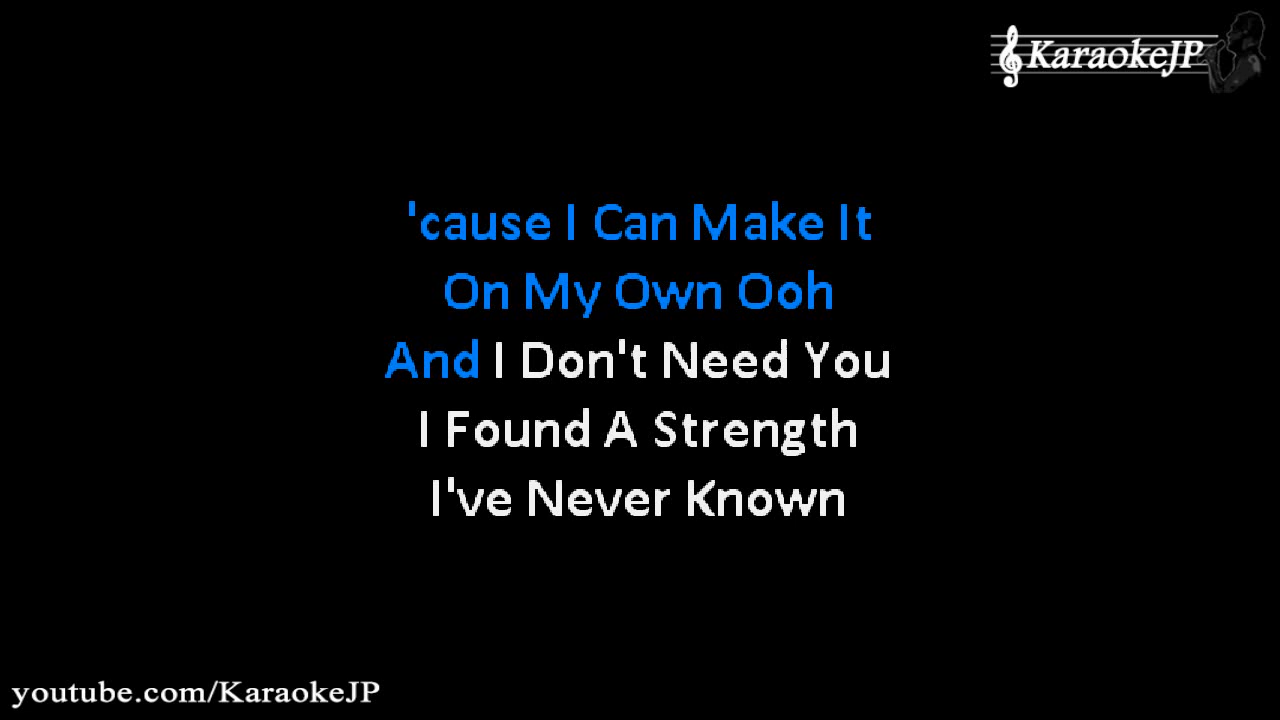 KaraokeJP
'cause I Can Make It
On My Own Ooh
And I Don't Need You
I Found A Strength
I've Never Known
youtube.com/KaraokeJP